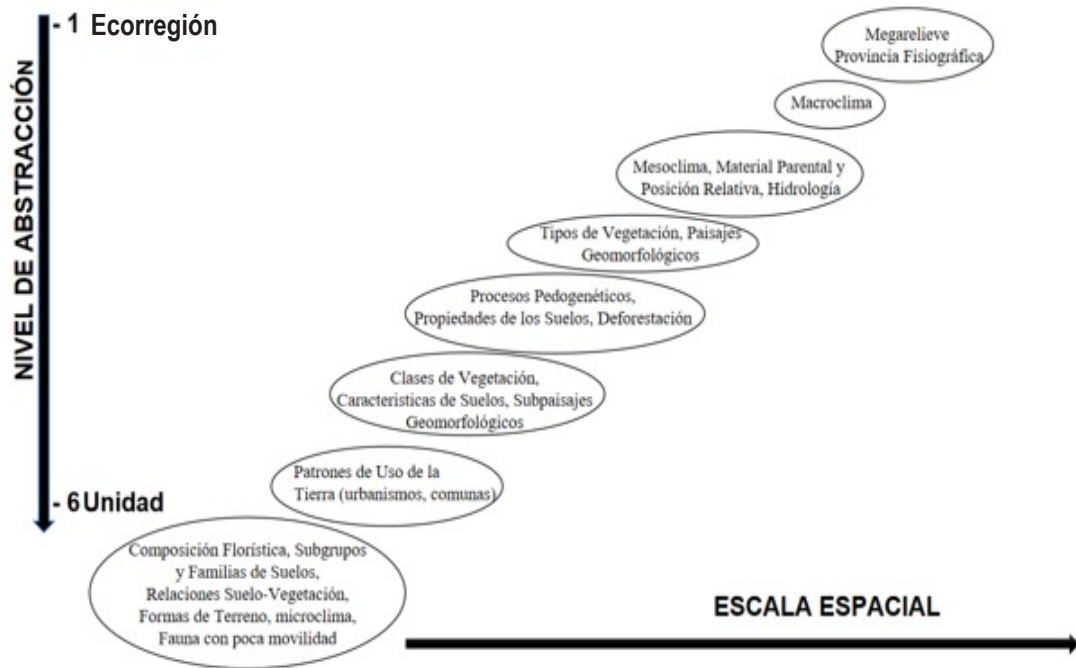 - 1 Ecorregión
NIVEL DE ABSTRACCIÓN
Megarelieve
Provincia Fisiográfica
Macroclima
Mesoclima, Material Parental y
Posición Relativa, Hidrología
Tipos de Vegetación, Paisajes
Geomorfológicos
Procesos Pedogenéticos,
Propiedades de los Suelos, Deforestación
Clases de Vegetación,
Caracteristicas de Suelos, Subpaisajes
Geomorfológicos
Patrones de Uso de la
Tierra (urbanismos, comunas)
- 6 Unidad
Composición Florística, Subgrupos
y Familias de Suelos,
Relaciones Suelo-Vegetación,
Formas de Terreno, microclima,
Fauna con poca movilidad
ESCALA ESPACIAL